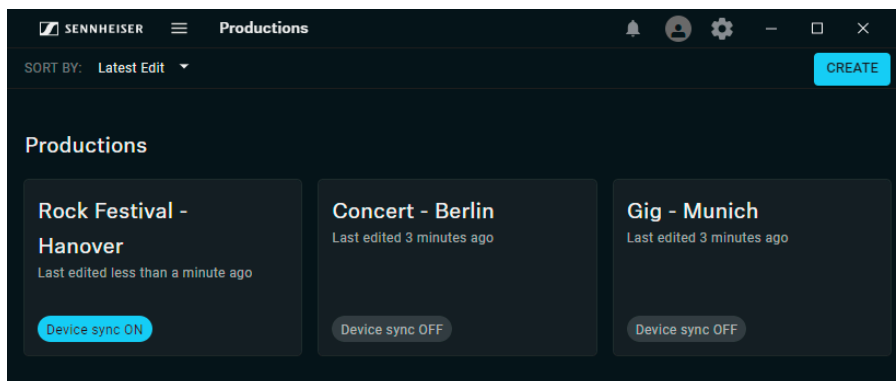 SENNHEISER
Productions
SORT BY: Latest Edit
CREATE
Productions
Rock Festival -
Hanover
Last edited less than a minute ago
Device sync ON
Concert - Berlin
Last edited 3 minutes ago
Device sync OFF
Gig - Munich
Last edited 3 minutes ago
Device sync OFF